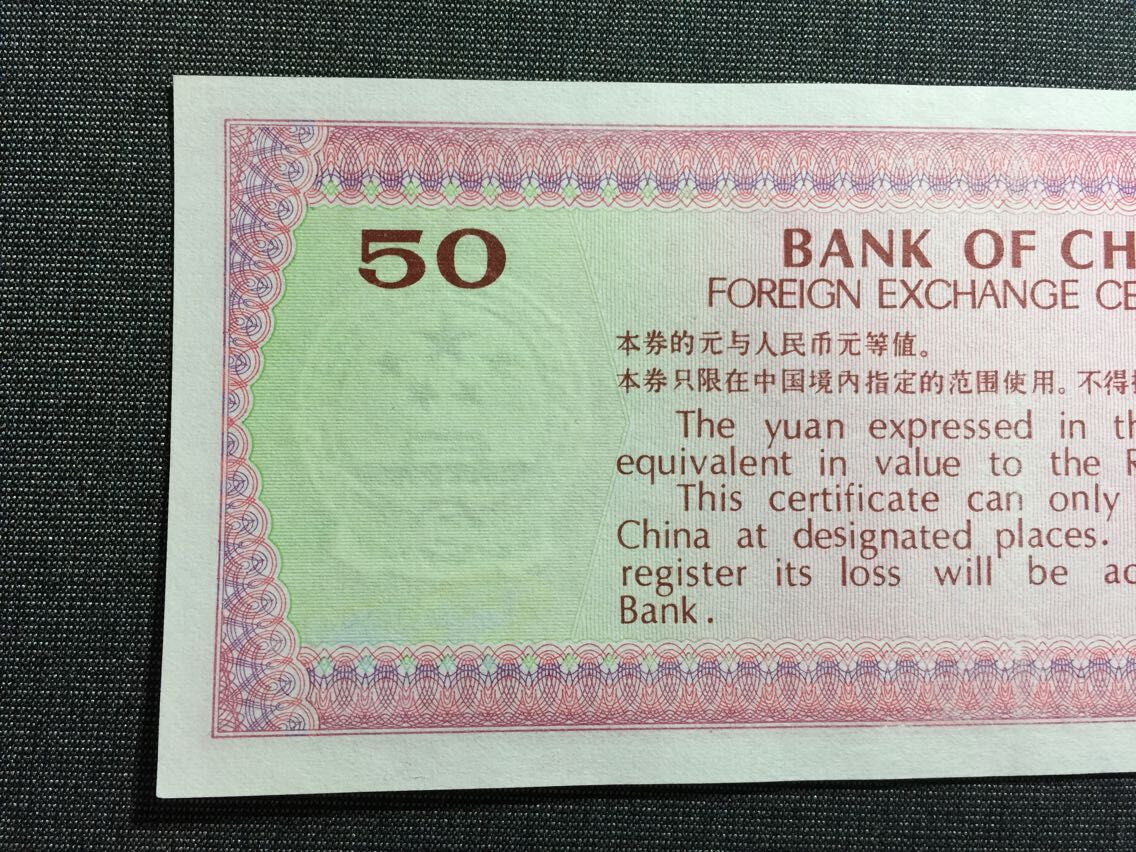 50
BANK OF CH
FOREIGN EXCHANGE CE
本券的元与人民币元等值。
本券只限在中国境内指定的范围使用。不得
The yuan expressed in th
equivalent in value to the R
This certificate can only
China at designated places.
register its loss will be ac
Bank.